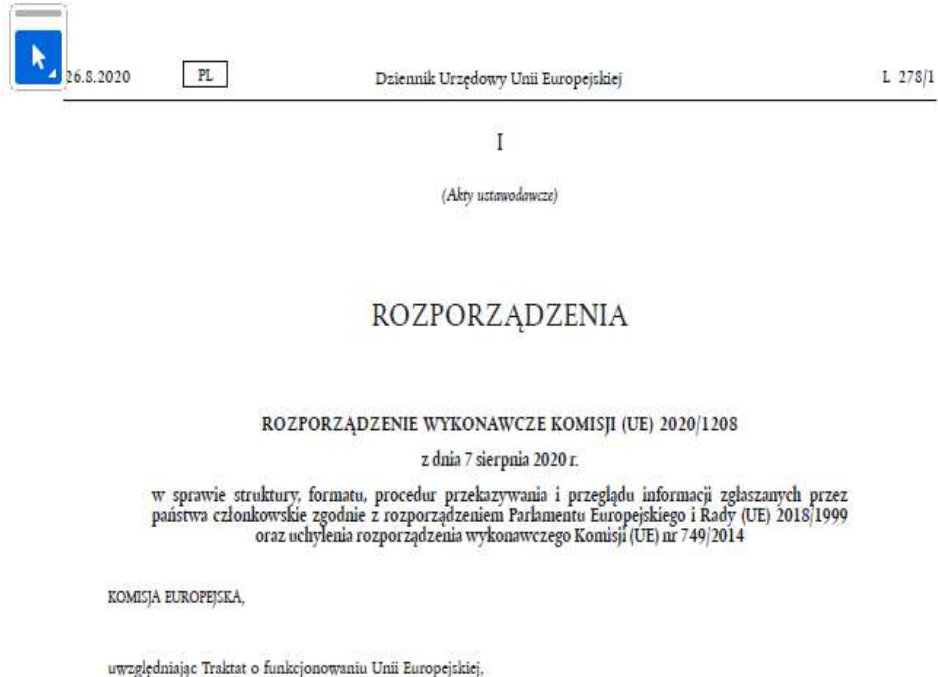 26.8.2020 PL Dziennik Urzędowy Unii Europejskiej L 278/1
I
(Akty ustawodawcze)
ROZPORZĄDZENIA
ROZPORZĄDZENIE WYKONAWCZE KOMISJI (UE) 2020/1208
z dnia 7 sierpnia 2020 r.
w sprawie struktury, formatu, procedur przekazywania i przeglądu informacji zgłaszanych przez
państwa członkowskie zgodnie z rozporządzeniem Parlamentu Europejskiego i Rady (UE) 2018/1999
oraz uchylenia rozporządzenia wykonawczego Komisji (UE) nr 749/2014
KOMISJA EUROPEJSKA,
uwzględniając Traktat o funkcjonowaniu Unii Europejskiej,